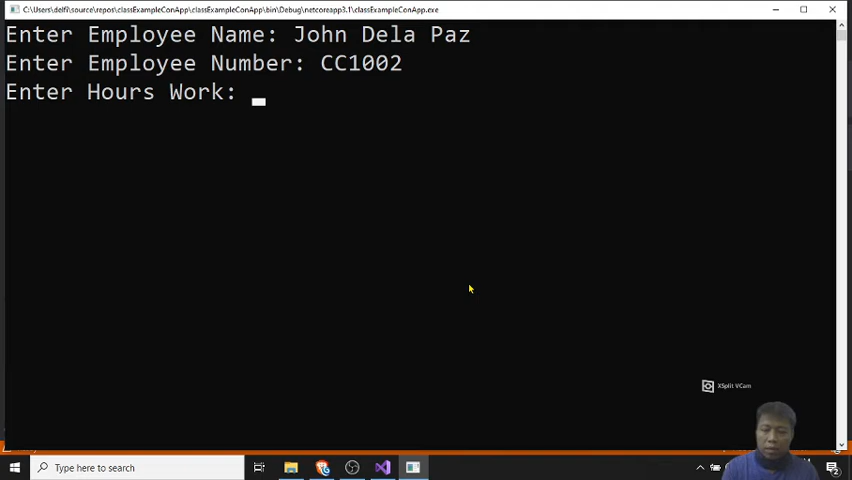 C:\Users\delfi\source\repos\classExampleConApp\classExampleConApp\bin\Debug\netcoreapp3.1\classExampleConApp.exe
Enter Employee Name: John Dela Paz
Enter Employee Number: CC1002
Enter Hours Work:
XSplit VCam
Type here to search
2